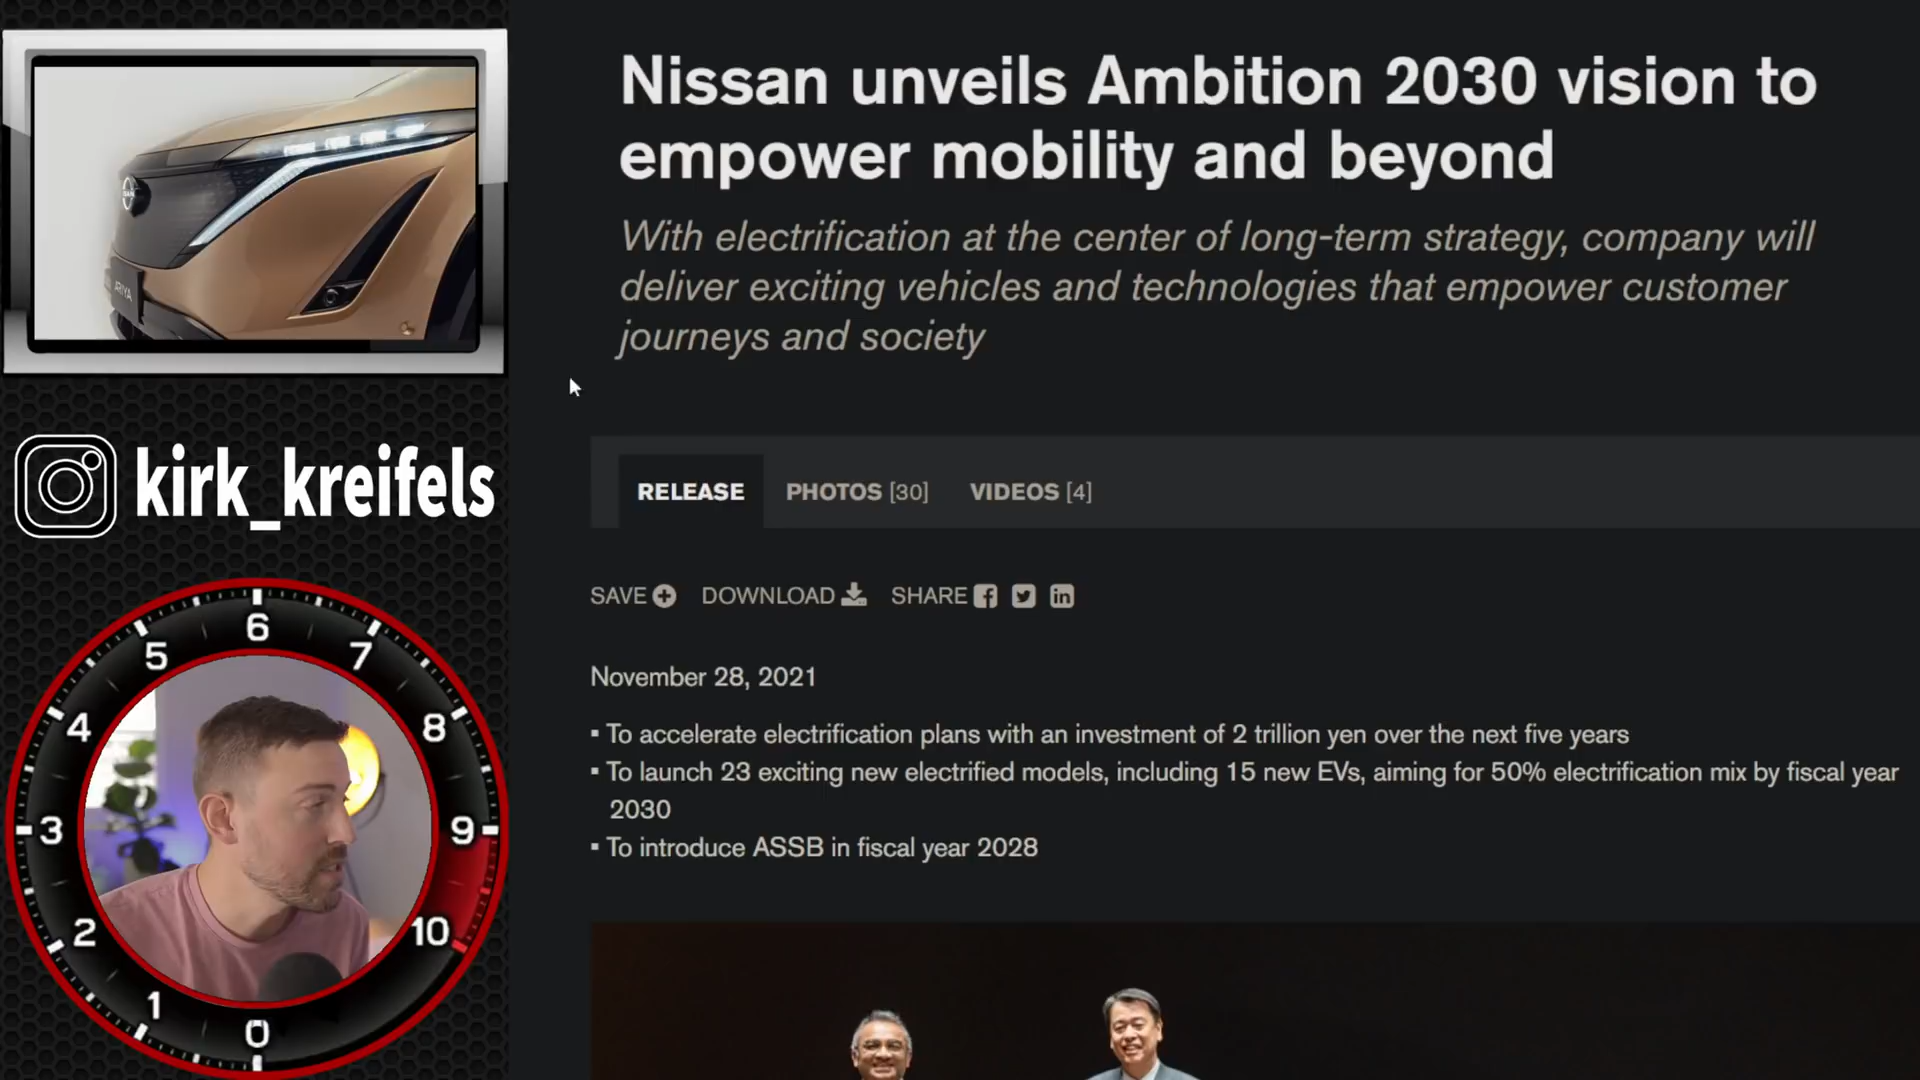 Nissan unveils Ambition 2030 vision to
empower mobility and beyond
With electrification at the center of long-term strategy, company will
deliver exciting vehicles and technologies that empower customer
journeys and society
ARIYA
kirk_kreifels
RELEASE PHOTOS [30] VIDEOS [4]
SAVE DOWNLOAD SHARE
November 28, 2021
▪ To accelerate electrification plans with an investment of 2 trillion yen over the next five years
▪ To launch 23 exciting new electrified models, including 15 new EVs, aiming for 50% electrification mix by fiscal year
2030
▪ To introduce ASSB in fiscal year 2028
0
1
2
3
4
5
6
7
8
9
10